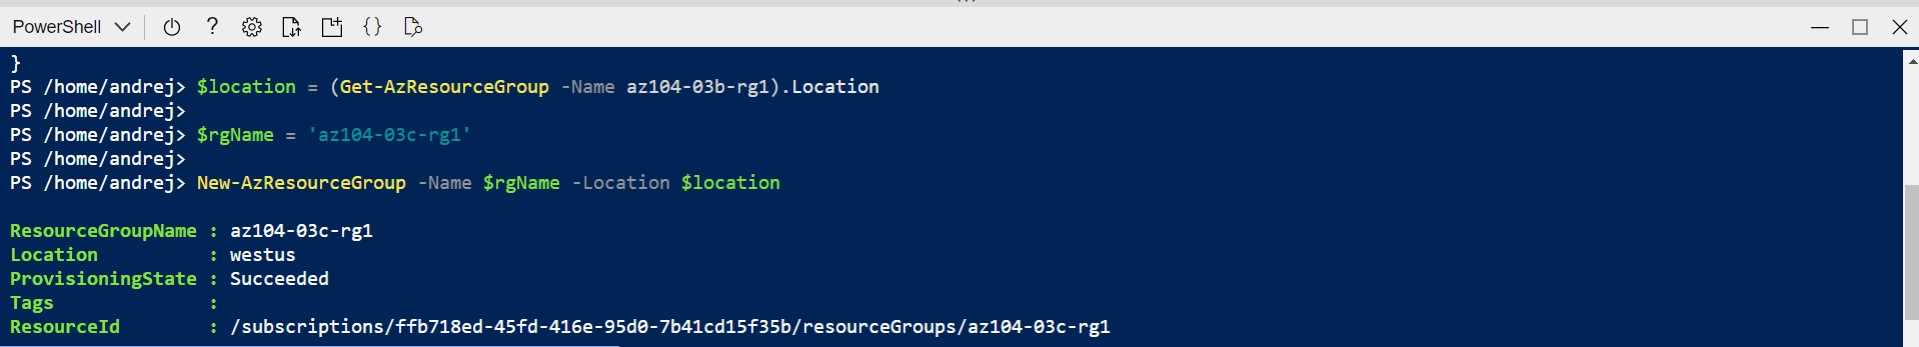 PowerShell
}
PS /home/andrej> $location = (Get-AzResourceGroup -Name az104-03b-rg1).Location
PS /home/andrej>
PS /home/andrej> $rgName = 'az104-03c-rg1'
PS /home/andrej>
PS /home/andrej> New-AzResourceGroup -Name $rgName -Location $location
ResourceGroupName : az104-03c-rg1
Location          : westus
ProvisioningState : Succeeded
Tags              :
ResourceId        : /subscriptions/ffb718ed-45fd-416e-95d0-7b41cd15f35b/resourceGroups/az104-03c-rg1